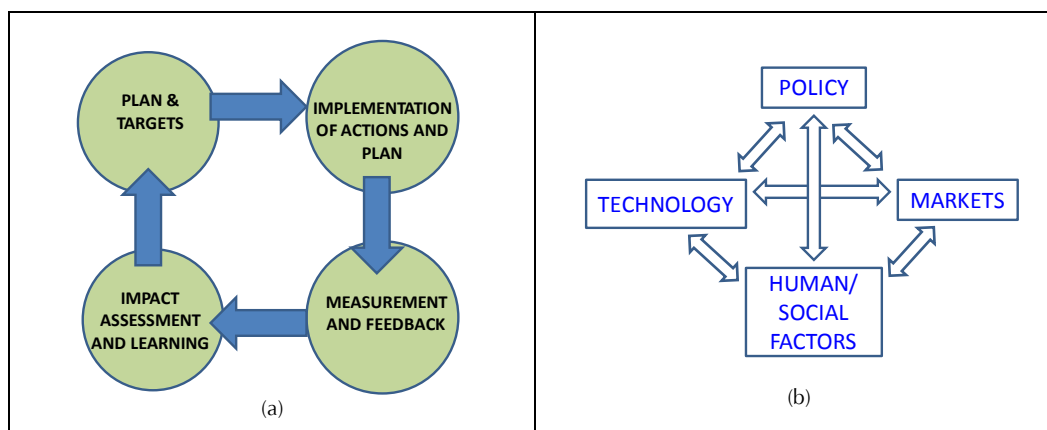 PLAN &
TARGETS
IMPLEMENTATION
OF ACTIONS AND
PLAN
IMPACT
ASSESSMENT
AND LEARNING
MEASUREMENT
AND FEEDBACK
(a)
POLICY
TECHNOLOGY
MARKETS
HUMAN/
SOCIAL
FACTORS
(b)